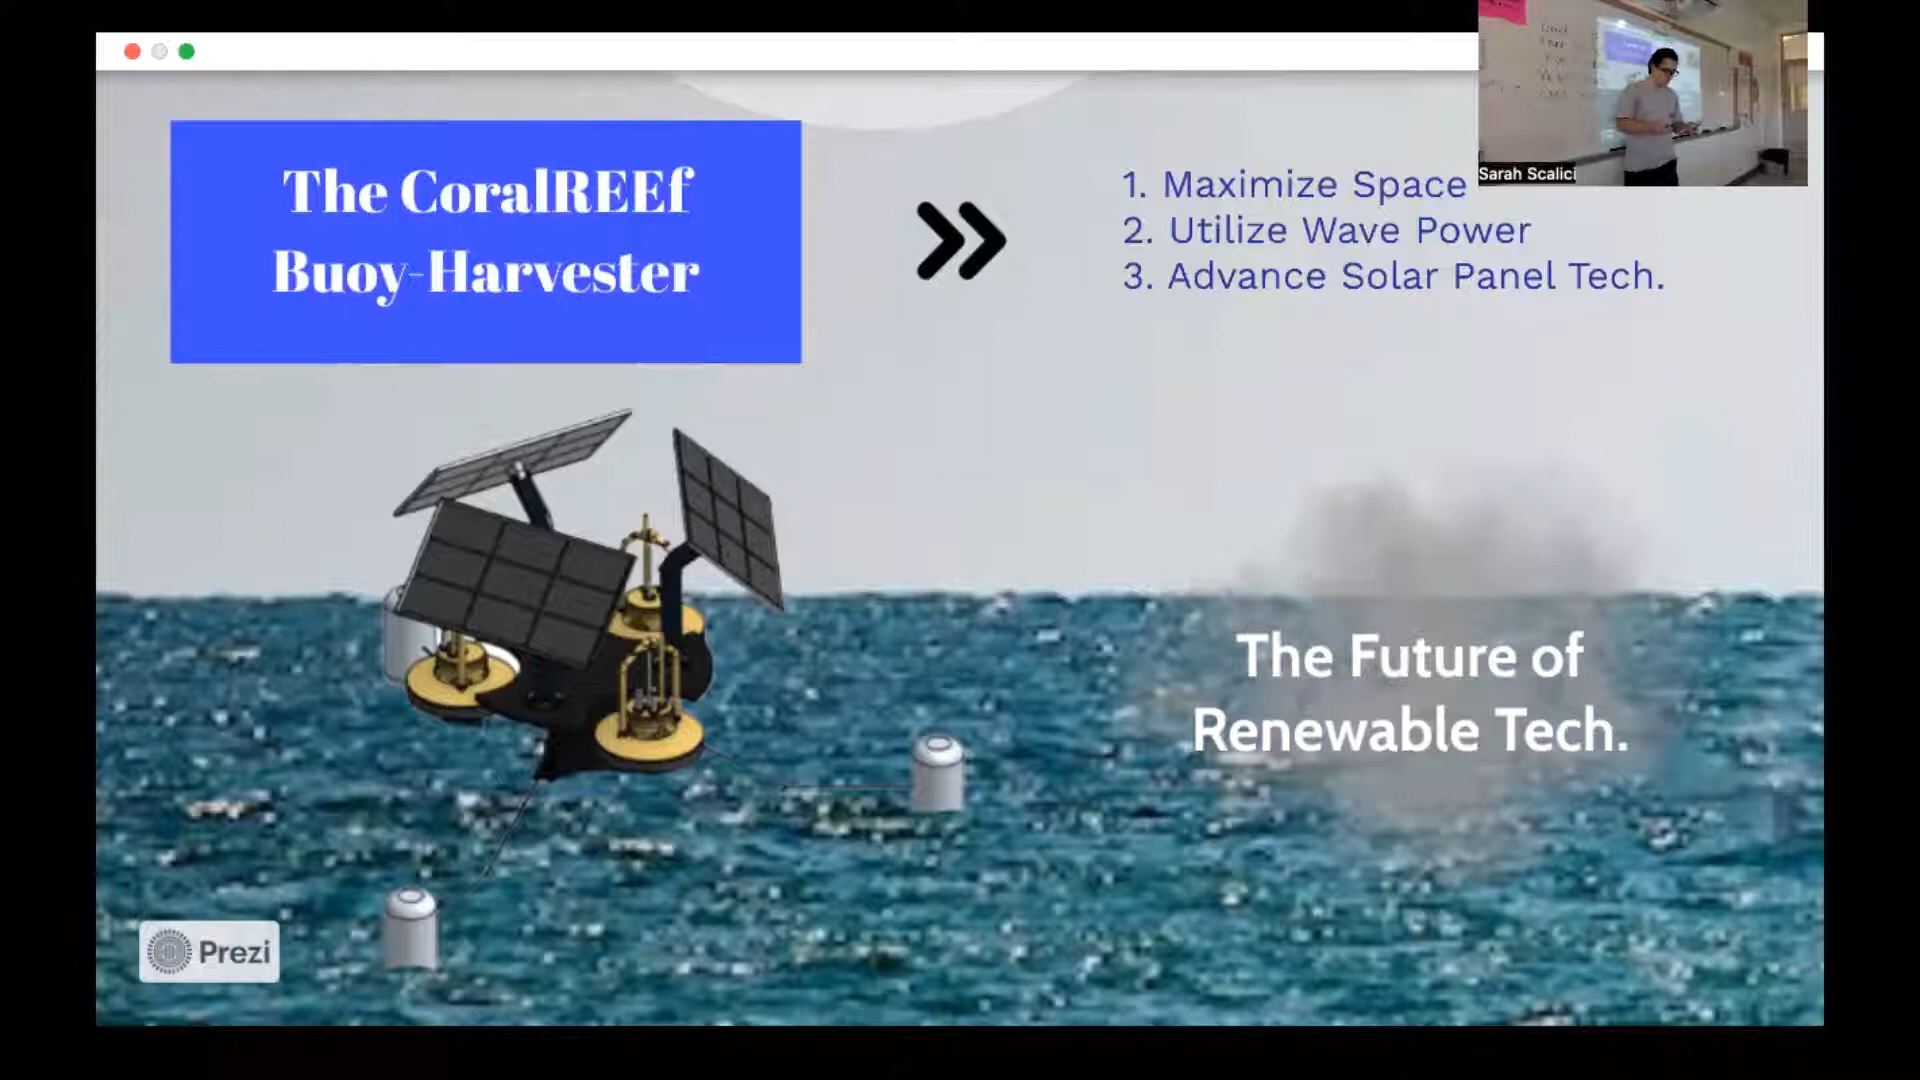 The CoralREEf
Buoy-Harvester
1. Maximize Space
2. Utilize Wave Power
3. Advance Solar Panel Tech.
Sarah Scalici
The Future of
Renewable Tech.
Prezi